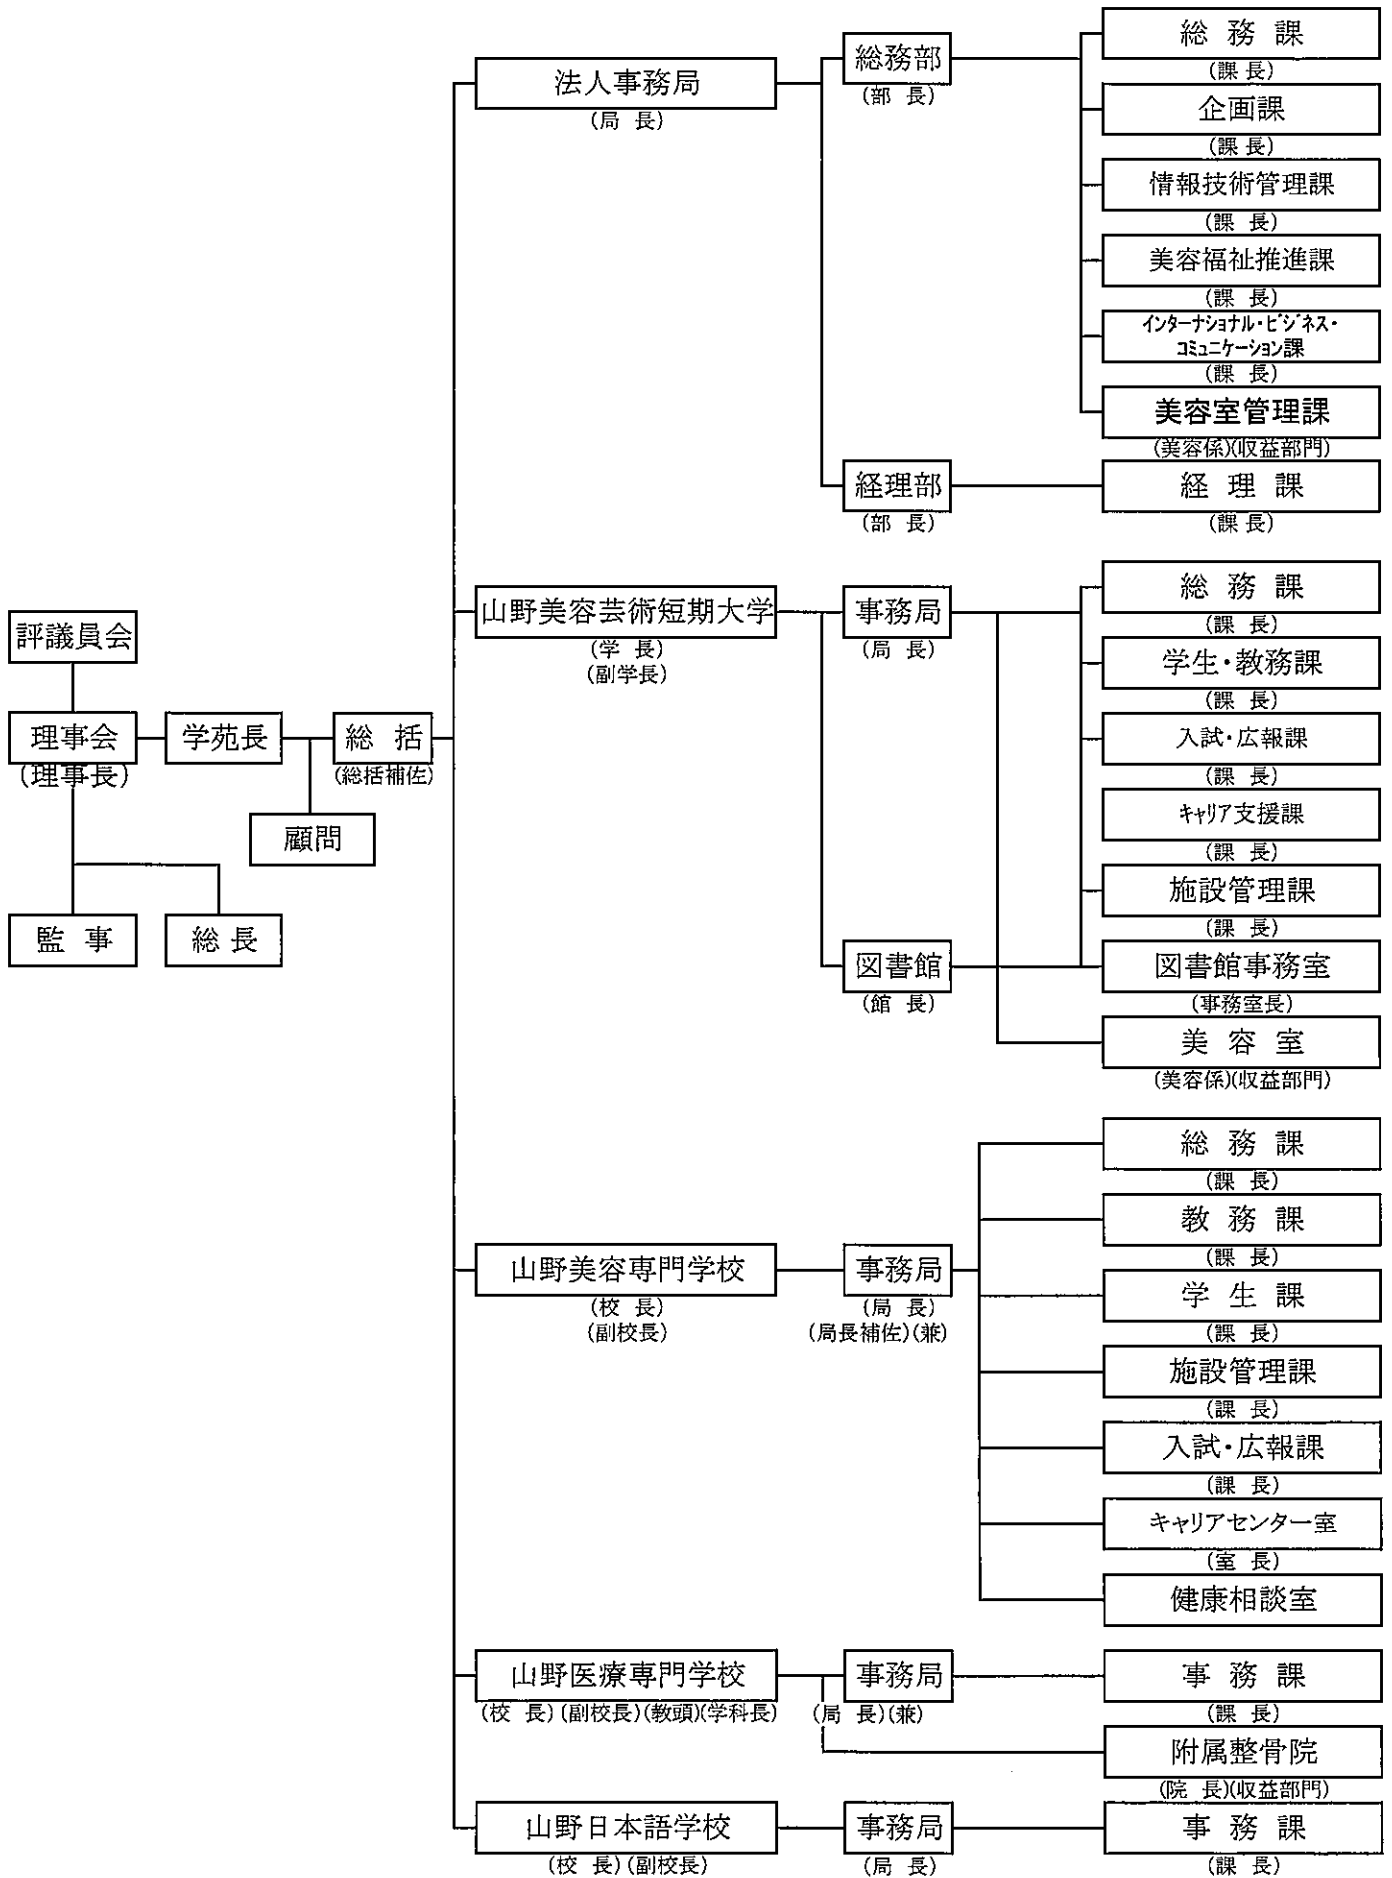 評議員会
理事会
(理事長)
監 事
総 長
学苑長
顧問
総 括
(総括補佐)
法人事務局
(局 長)
総務部
(部 長)
総 務 課
(課 長)
企画課
(課 長)
情報技術管理課
(課 長)
美容福祉推進課
(課 長)
インターナショナル・ビジネス・
コミュニケーション課
(課 長)
美容室管理課
(美容係)(収益部門)
経理部
(部 長)
経 理 課
(課 長)
山野美容芸術短期大学
(学 長)
(副学長)
事務局
(局 長)
総 務 課
(課 長)
学生・教務課
(課 長)
入試・広報課
(課 長)
キャリア支援課
(課 長)
施設管理課
(課 長)
図書館
(館 長)
図書館事務室
(事務室長)
美 容 室
(美容係)(収益部門)
山野美容専門学校
(校 長)
(副校長)
事務局
(局 長)
(局長補佐)(兼)
総 務 課
(課 長)
教 務 課
(課 長)
学 生 課
(課 長)
施設管理課
(課 長)
入試・広報課
(課 長)
キャリアセンター室
(室 長)
健康相談室
山野医療専門学校
(校 長)(副校長)(教頭)(学科長)
事務局
(局 長)(兼)
事 務 課
(課 長)
附属整骨院
(院 長)(収益部門)
山野日本語学校
(校 長)(副校長)
事務局
(局 長)
事 務 課
(課 長)